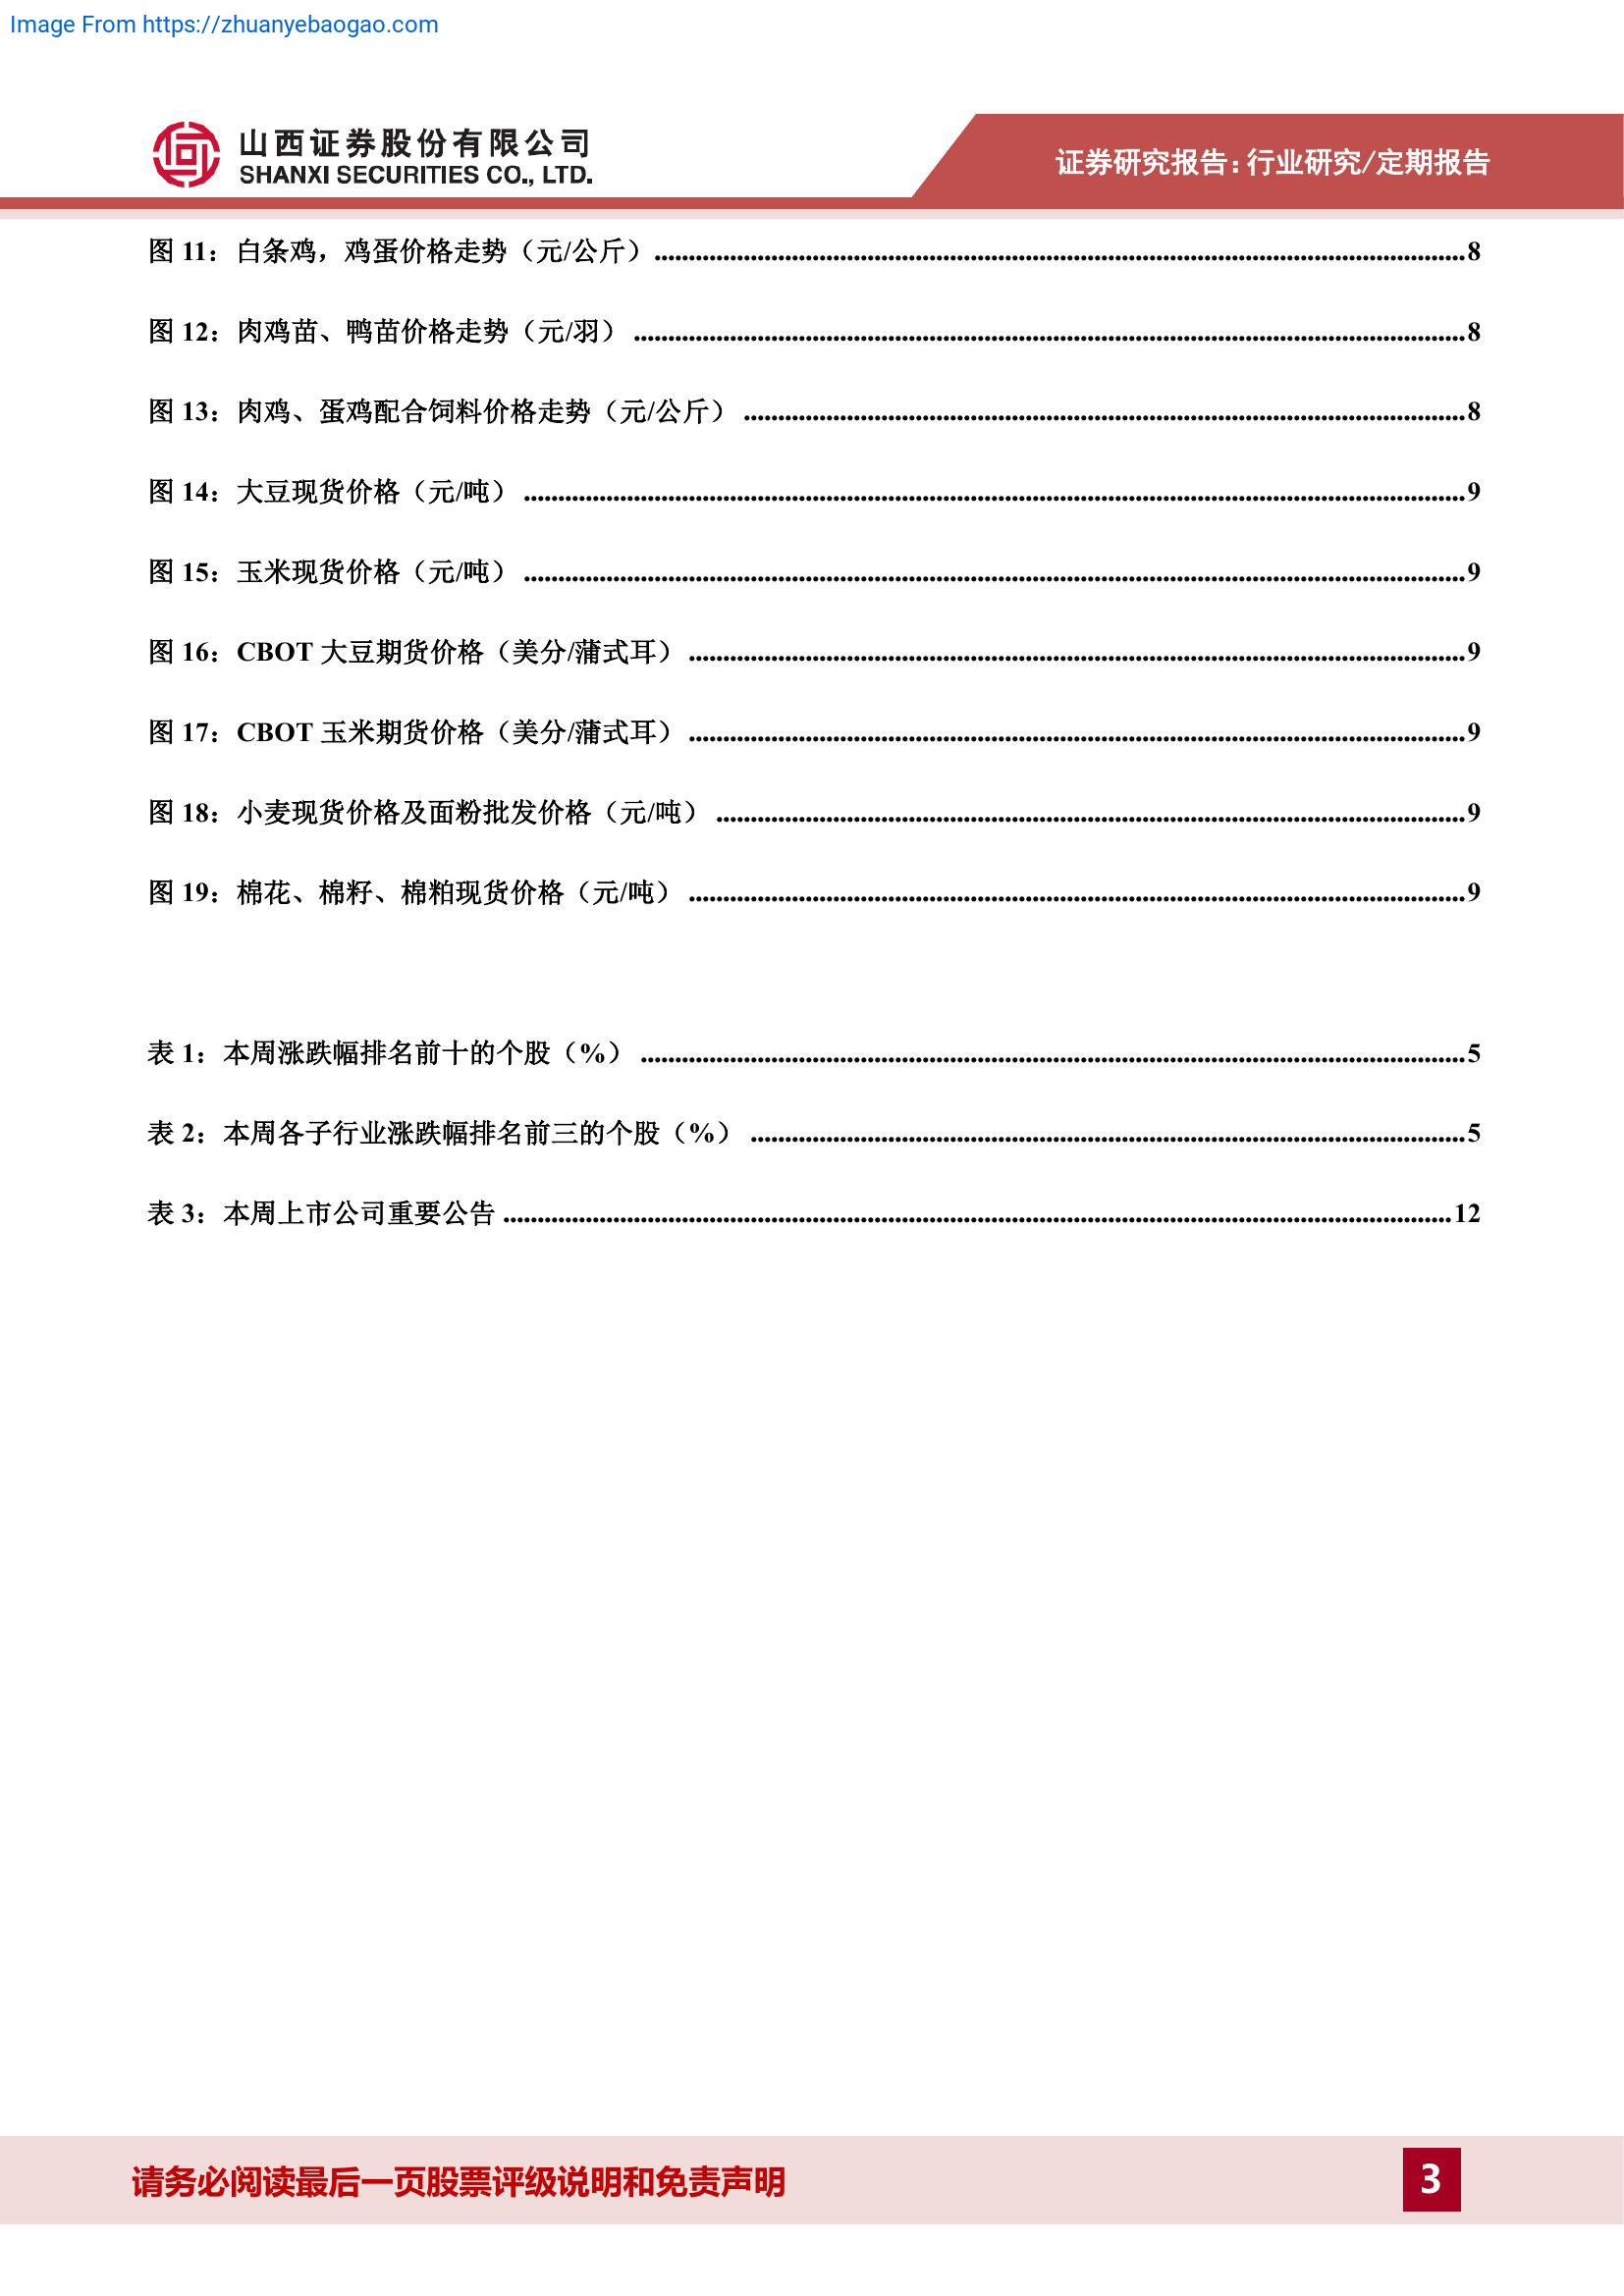 Image From https://zhuanyebaogao.com
山西证券股份有限公司
SHANXI SECURITIES CO., LTD.
证券研究报告:行业研究/定期报告
图 11：白条鸡，鸡蛋价格走势（元/公斤）........................................8
图 12：肉鸡苗、鸭苗价格走势（元/羽）........................................8
图 13：肉鸡、蛋鸡配合饲料价格走势（元/公斤）........................................8
图 14：大豆现货价格（元/吨）........................................9
图 15：玉米现货价格（元/吨）........................................9
图 16：CBOT 大豆期货价格（美分/蒲式耳）........................................9
图 17：CBOT 玉米期货价格（美分/蒲式耳）........................................9
图 18：小麦现货价格及面粉批发价格（元/吨）........................................9
图 19：棉花、棉籽、棉粕现货价格（元/吨）........................................9
表 1：本周涨跌幅排名前十的个股（%）........................................5
表 2：本周各子行业涨跌幅排名前三的个股（%）........................................5
表 3：本周上市公司重要公告........................................12
请务必阅读最后一页股票评级说明和免责声明
3